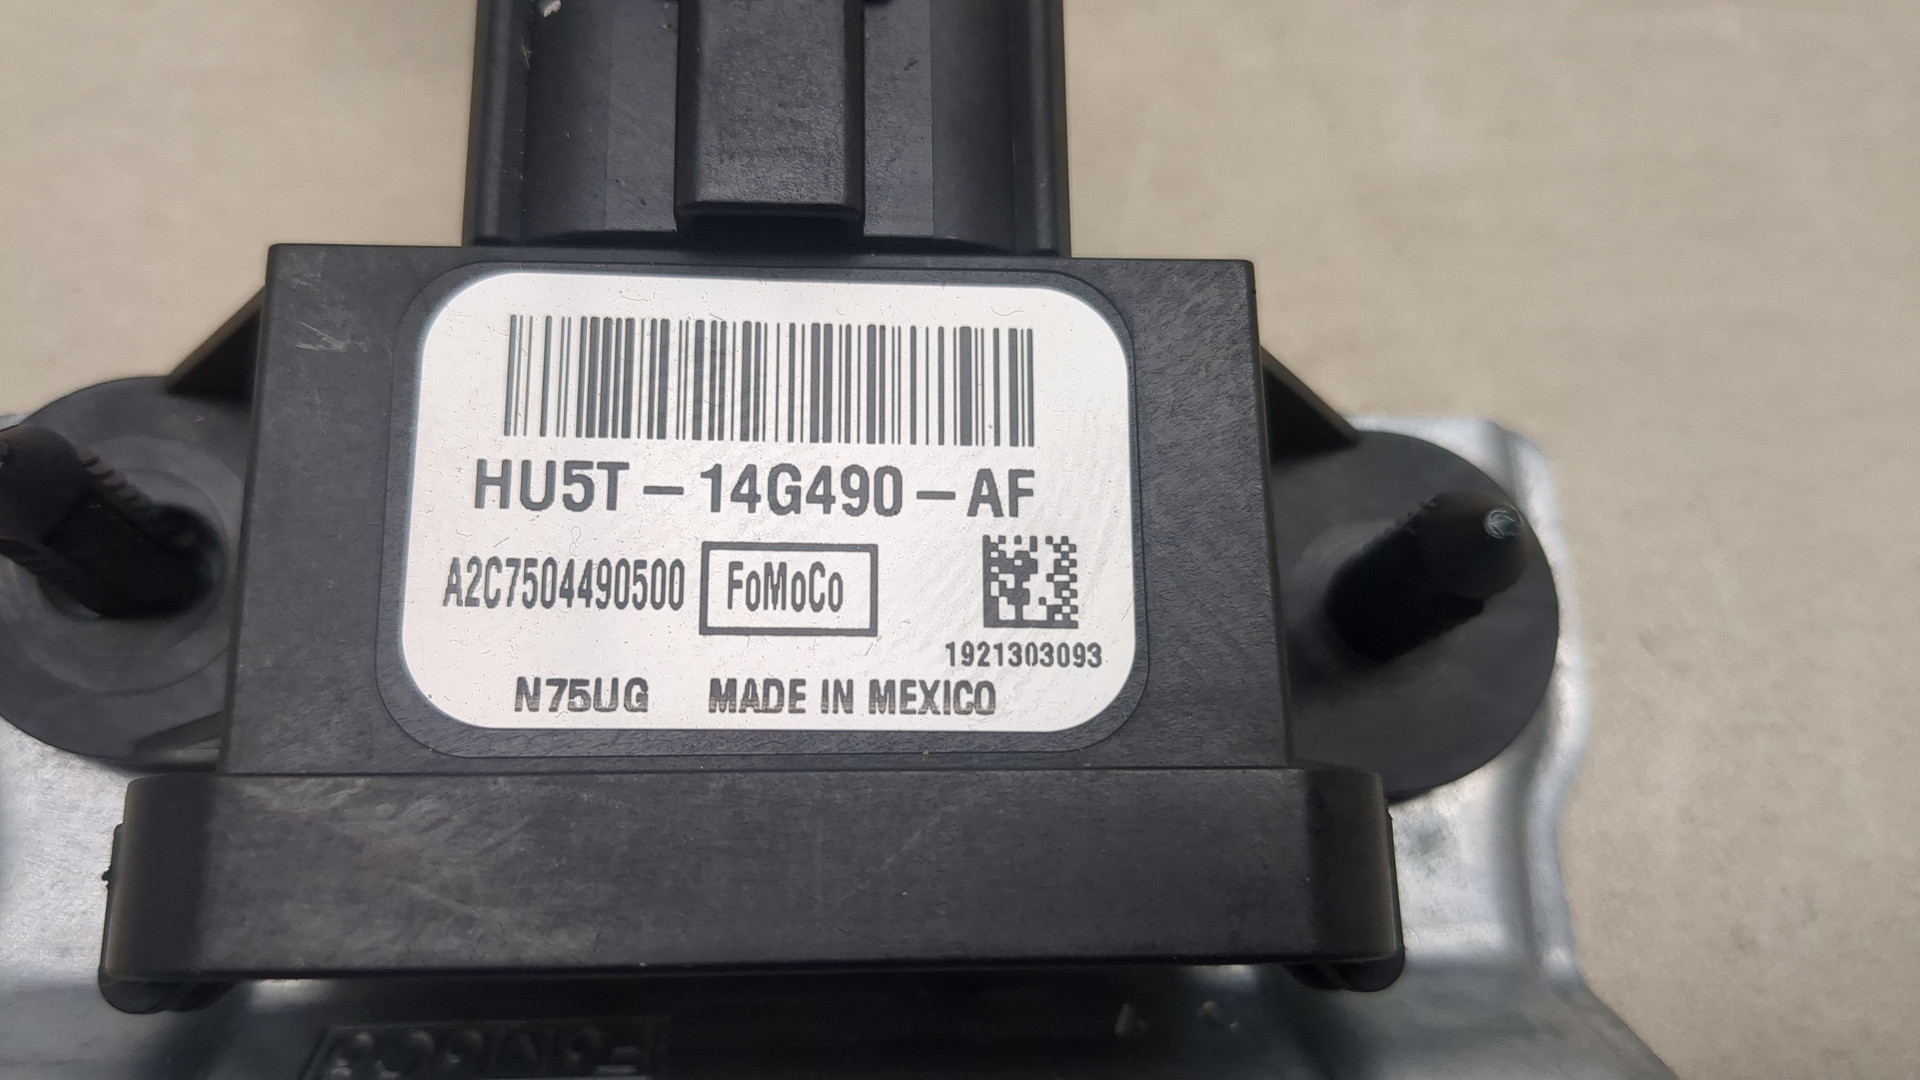 HU5T-14G490-AF
A2C7504490500 FoMoCo
1921303093
N75UG MADE IN MEXICO